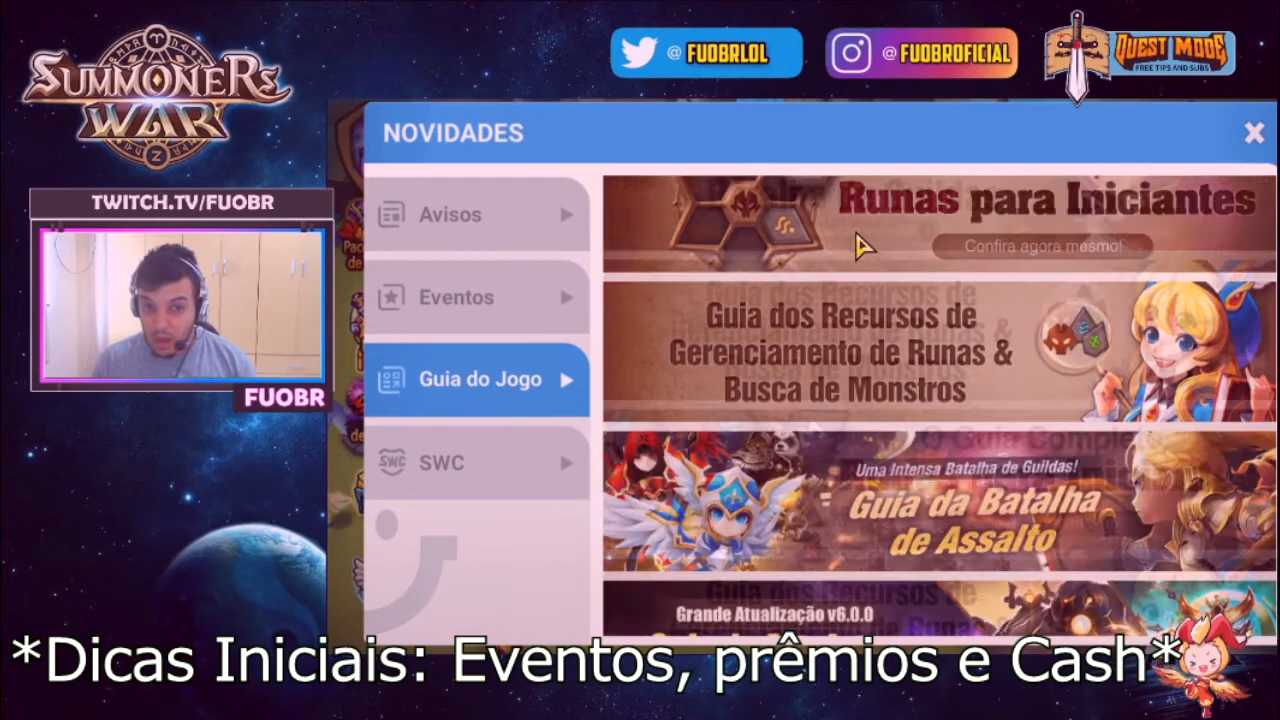 SUMMONERS
WAR
@ FUOBRLOL
@ FUOBROFICIAL
QUEST MODE
FREE TIPS AND SUBS
TWITCH.TV/FUOBR
FUOBR
NOVIDADES
Avisos
Eventos
Guia do Jogo
SWC
SWC
Runas para Iniciantes
Confira agora mesmo!
Guia dos Recursos de
Gerenciamento de Runas &
Busca de Monstros
Uma Intensa Batalha de Guildas!
Guia da Batalha
de Assalto
Grande Atualização v6.0.0
*Dicas Iniciais: Eventos, prêmios e Cash*